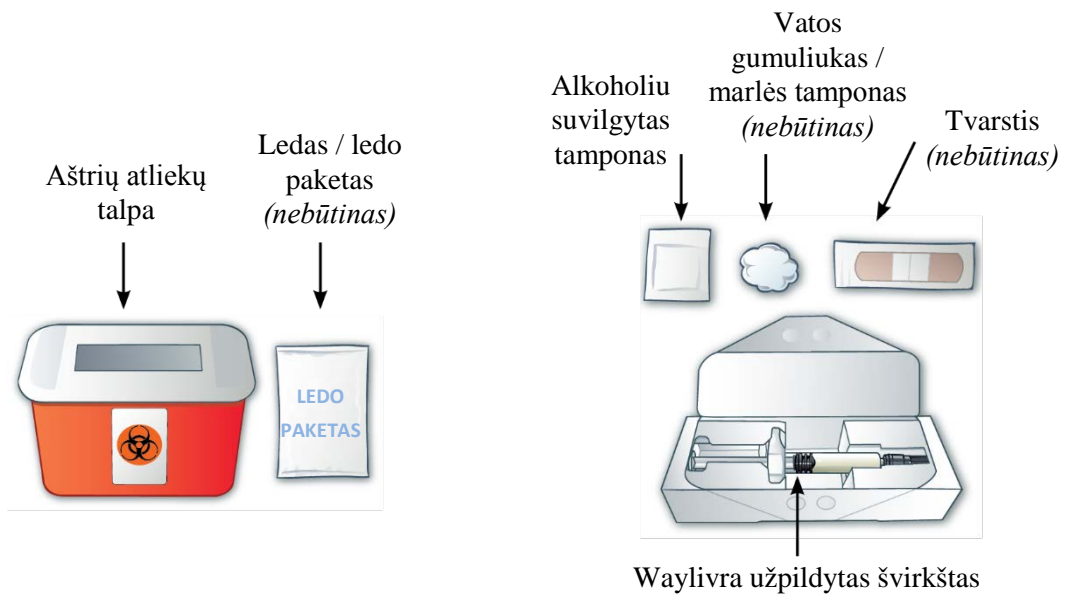 Aštrių atliekų
talpa
Ledas / ledo
paketas
(nebūtinas)
Alkoholiu
suvilgytas
tamponas
Vatos
gumuliukas /
marlės tamponas
(nebūtinas)
Tvarstis
(nebūtinas)
LEDO
PAKETAS
Waylivra užpildytas švirkštas